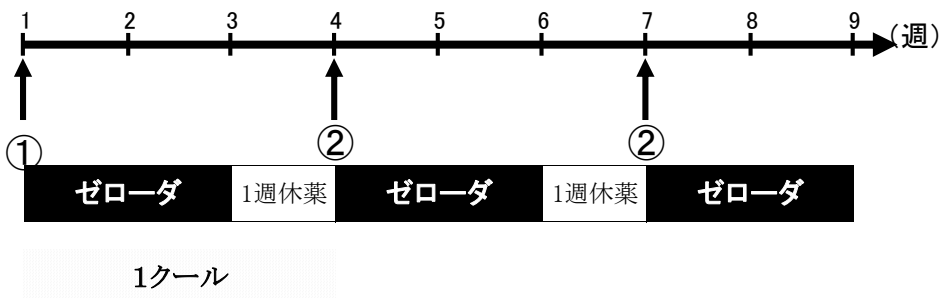 1 2 3 4 5 6 7 8 9
(週)
① ② ②
ゼローダ 1週休薬 ゼローダ 1週休薬 ゼローダ
1クール